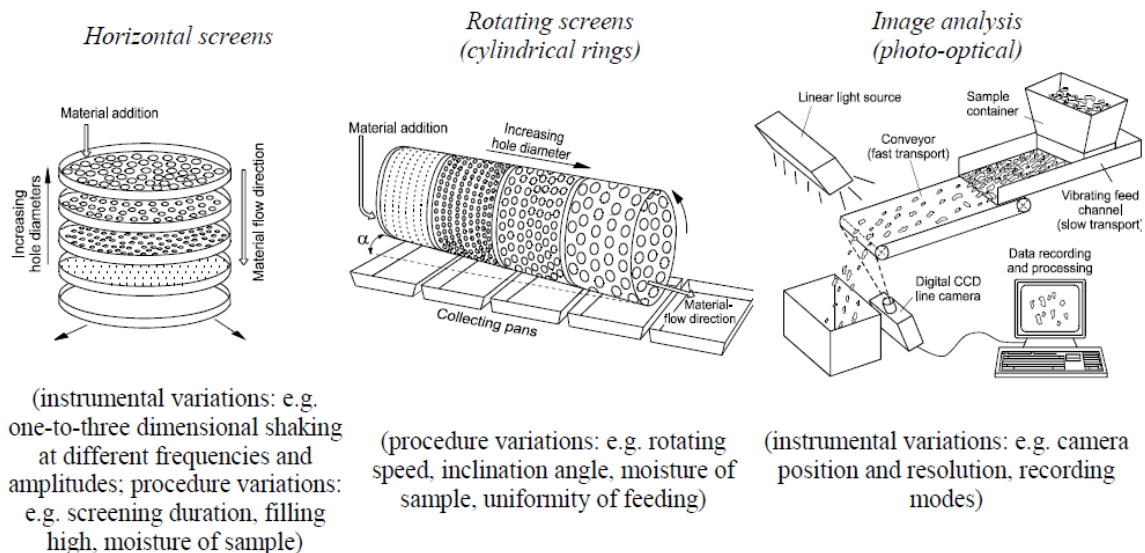 Horizontal screens
Material addition
Increasing
hole diameters
Material flow direction
(instrumental variations: e.g.
one-to-three dimensional shaking
at different frequencies and
amplitudes; procedure variations:
e.g. screening duration, filling
high, moisture of sample)
Rotating screens
(cylindrical rings)
Material addition
Increasing
hole diameter
α
Collecting pans
Material-
flow direction
(procedure variations: e.g. rotating
speed, inclination angle, moisture of
sample, uniformity of feeding)
Image analysis
(photo-optical)
Linear light source
Sample
container
Conveyor
(fast transport)
Vibrating feed
channel
(slow transport)
Digital CCD
line camera
Data recording
and processing
(instrumental variations: e.g. camera
position and resolution, recording
modes)